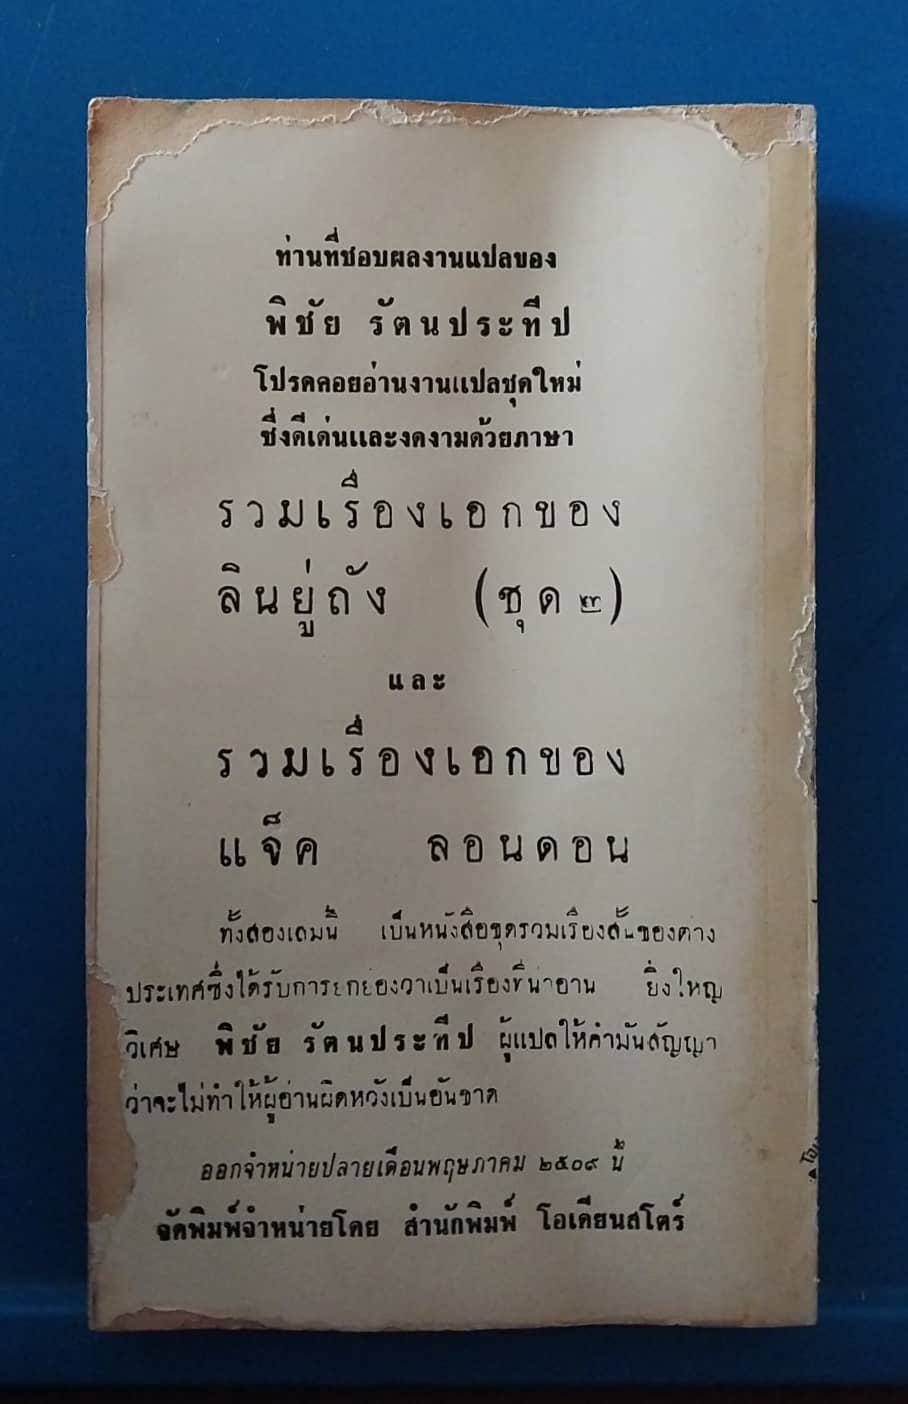 ท่านที่ชอบผลงานแปลของ
พิชัย รัตนประทีป
โปรดคอยอ่านงานแปลชุดใหม่
ซึ่งดีเด่นและงดงามด้วยภาษา
รวมเรื่องเอกของ
ลินยู่ถัง (ชุด ๒)
และ
รวมเรื่องเอกของ
แจ็ค ลอนดอน
ทั้งสองเล่มนี้ เป็นหนังสือชุดรวมเรื่องสั้นของต่าง
ประเทศซึ่งได้รับการยกย่องว่าเป็นเรื่องที่น่าอ่าน ยิ่งใหญ่
วิเศษ พิชัย รัตนประทีป ผู้แปลให้คำมั่นสัญญา
ว่าจะไม่ทำให้ผู้อ่านผิดหวังเป็นอันขาด
ออกจำหน่ายปลายเดือนพฤษภาคม ๒๕๐๙ นี้
จัดพิมพ์จำหน่ายโดย สำนักพิมพ์ โอเดียนสโตร์